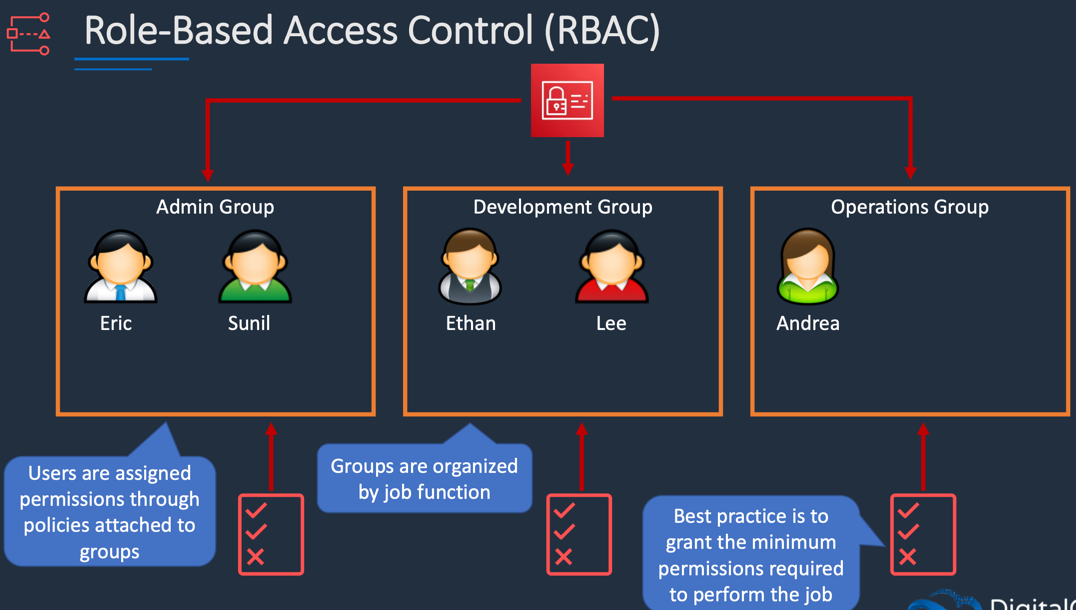 Role-Based Access Control (RBAC)
Admin Group
Eric
Sunil
Development Group
Ethan
Lee
Operations Group
Andrea
Users are assigned
permissions through
policies attached to
groups
Groups are organized
by job function
Best practice is to
grant the minimum
permissions required
to perform the job